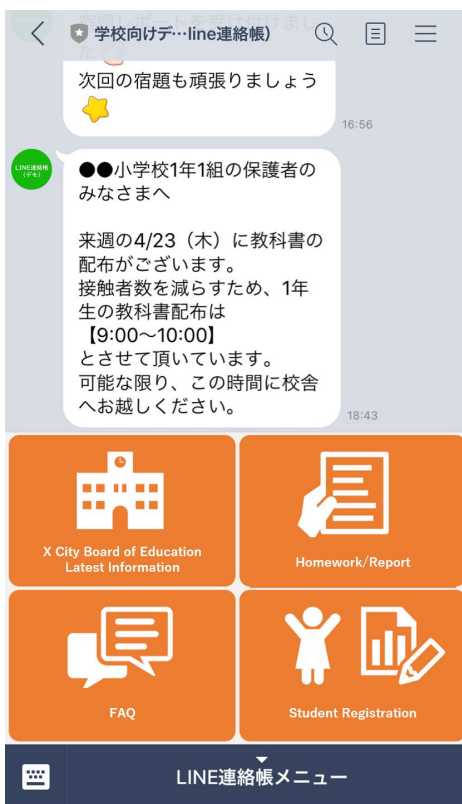 学校向けデ…line連絡帳)
次回の宿題も頑張りましょう
16:56
LINE連絡帳
(デモ)
●●小学校1年1組の保護者の
みなさまへ
来週の4/23（木）に教科書の
配布がございます。
接触者数を減らすため、1年
生の教科書配布は
【9:00〜10:00】
とさせて頂いています。
可能な限り、この時間に校舎
へお越しください。
18:43
X City Board of Education
Latest Information
Homework/Report
FAQ
Student Registration
LINE連絡帳メニュー